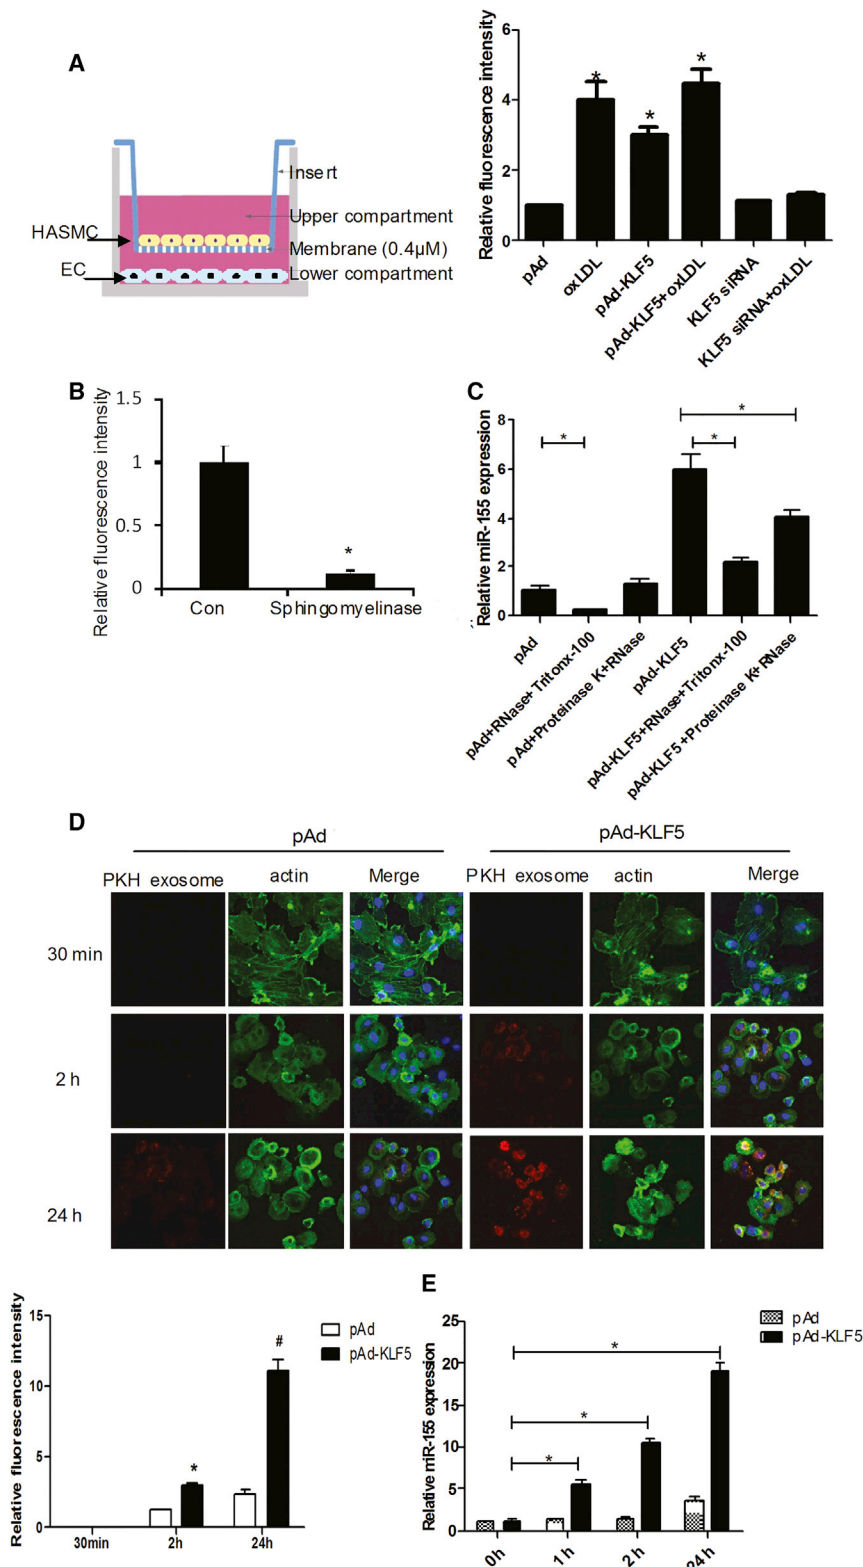 A
Insert
Upper compartment
HASMC
Membrane (0.4µM)
EC
Lower compartment
Relative fluorescence intensity
6
4
2
0
*
*
*
pAd
oxLDL
pAd-KLF5
pAd-KLF5+oxLDL
KLF5 siRNA
KLF5 siRNA+oxLDL
B
Relative fluorescence intensity
1.5
1
0.5
0
*
Con
Sphingomyelinase
C
Relative miR-155 expression
8
6
4
2
0
*
*
*
pAd
pAd+RNase+Tritonx-100
pAd+Proteinase K+RNase
pAd-KLF5
pAd-KLF5+RNase+Tritonx-100
pAd-KLF5+Proteinase K+RNase
D
pAd
pAd-KLF5
PKH exosome
actin
Merge
PKH exosome
actin
Merge
30 min
2 h
24 h
Relative fluorescence intensity
15
10
5
0
*
#
pAd
pAd-KLF5
30min
2h
24h
E
Relative miR-155 expression
25
20
15
10
5
0
*
*
*
pAd
pAd-KLF5
0h
1h
2h
24h